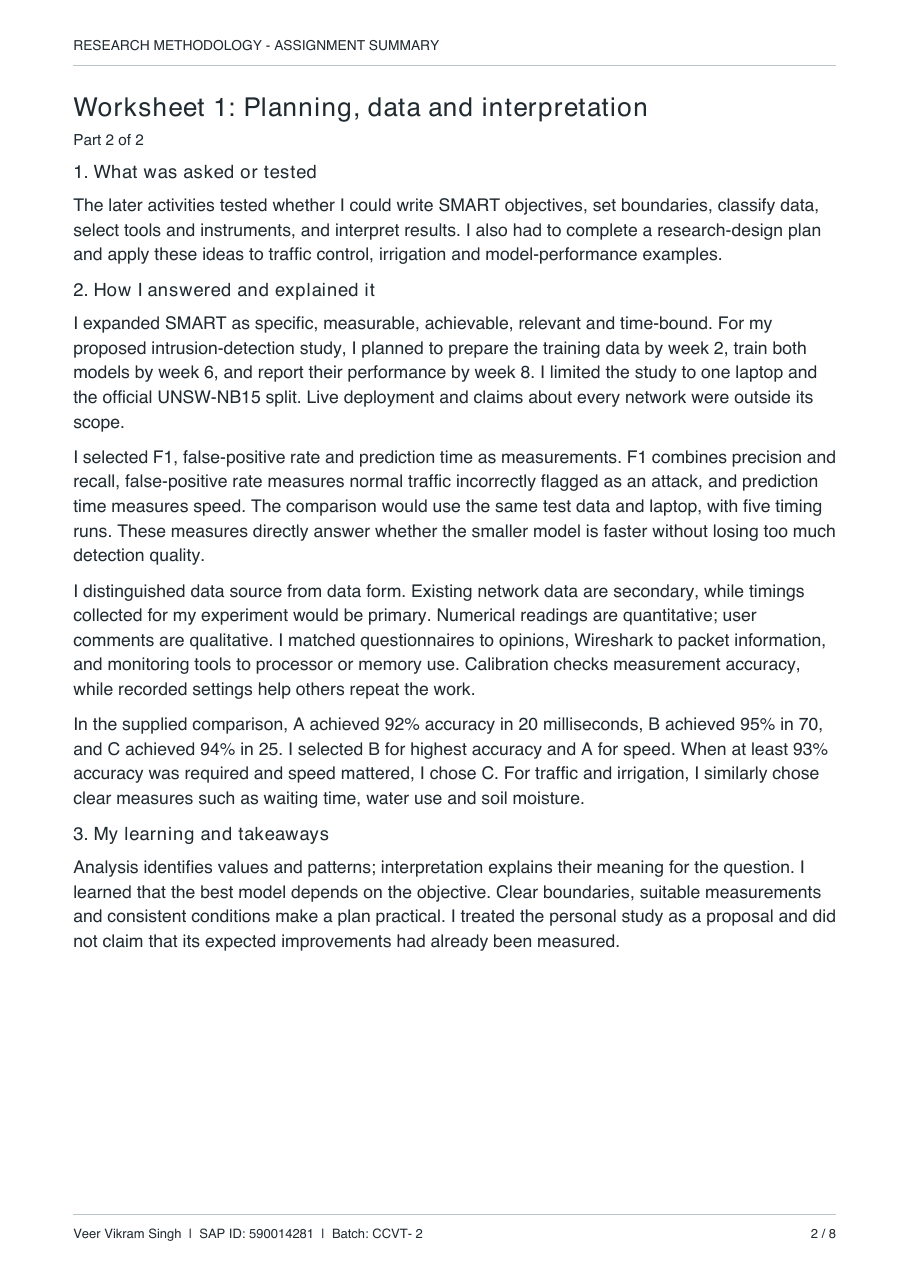 RESEARCH METHODOLOGY - ASSIGNMENT SUMMARY
Worksheet 1: Planning, data and interpretation
Part 2 of 2
1. What was asked or tested
The later activities tested whether I could write SMART objectives, set boundaries, classify data,
select tools and instruments, and interpret results. I also had to complete a research-design plan
and apply these ideas to traffic control, irrigation and model-performance examples.
2. How I answered and explained it
I expanded SMART as specific, measurable, achievable, relevant and time-bound. For my
proposed intrusion-detection study, I planned to prepare the training data by week 2, train both
models by week 6, and report their performance by week 8. I limited the study to one laptop and
the official UNSW-NB15 split. Live deployment and claims about every network were outside its
scope.
I selected F1, false-positive rate and prediction time as measurements. F1 combines precision and
recall, false-positive rate measures normal traffic incorrectly flagged as an attack, and prediction
time measures speed. The comparison would use the same test data and laptop, with five timing
runs. These measures directly answer whether the smaller model is faster without losing too much
detection quality.
I distinguished data source from data form. Existing network data are secondary, while timings
collected for my experiment would be primary. Numerical readings are quantitative; user
comments are qualitative. I matched questionnaires to opinions, Wireshark to packet information,
and monitoring tools to processor or memory use. Calibration checks measurement accuracy,
while recorded settings help others repeat the work.
In the supplied comparison, A achieved 92% accuracy in 20 milliseconds, B achieved 95% in 70,
and C achieved 94% in 25. I selected B for highest accuracy and A for speed. When at least 93%
accuracy was required and speed mattered, I chose C. For traffic and irrigation, I similarly chose
clear measures such as waiting time, water use and soil moisture.
3. My learning and takeaways
Analysis identifies values and patterns; interpretation explains their meaning for the question. I
learned that the best model depends on the objective. Clear boundaries, suitable measurements
and consistent conditions make a plan practical. I treated the personal study as a proposal and did
not claim that its expected improvements had already been measured.
Veer Vikram Singh | SAP ID: 590014281 | Batch: CCVT- 2
2 / 8